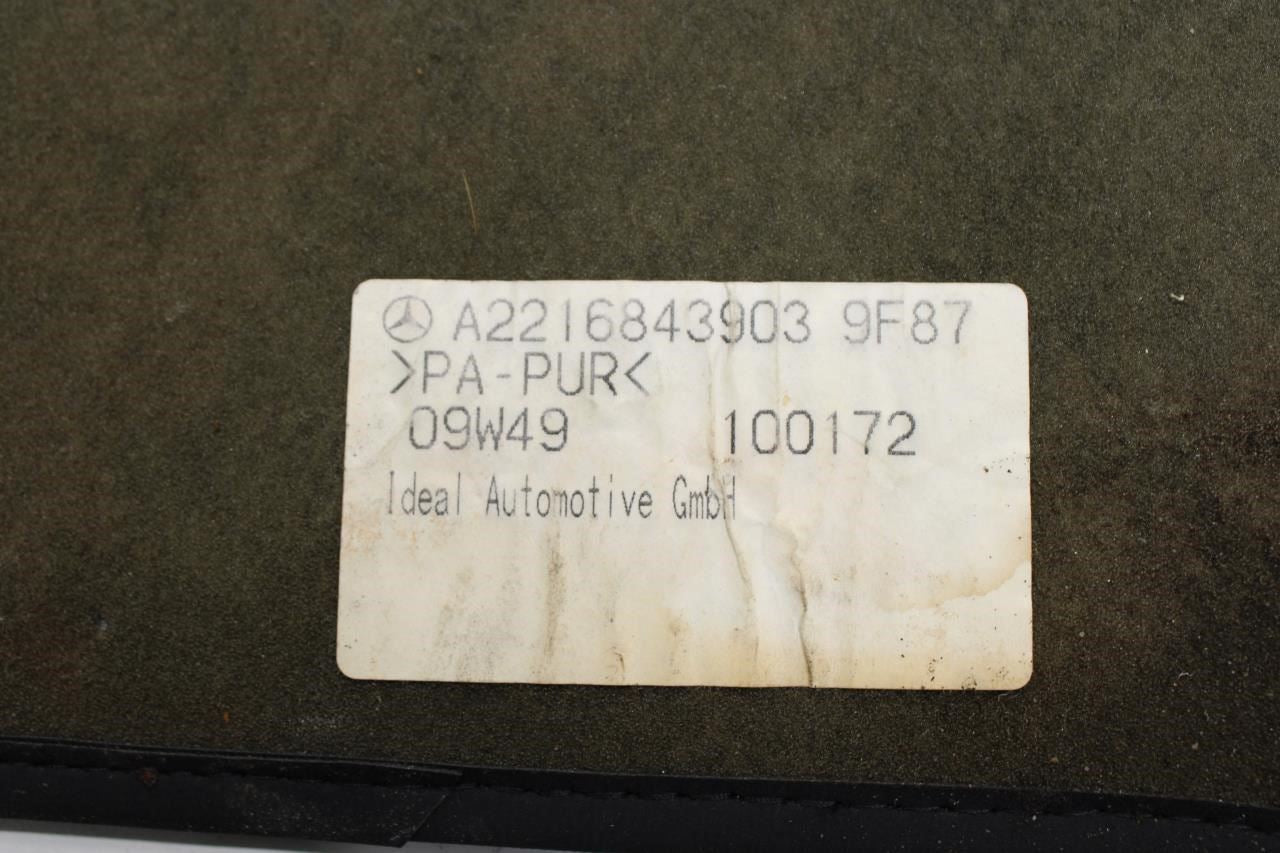 A2216843903 9F87
>PA-PUR<
09W49 100172
Ideal Automotive GmbH